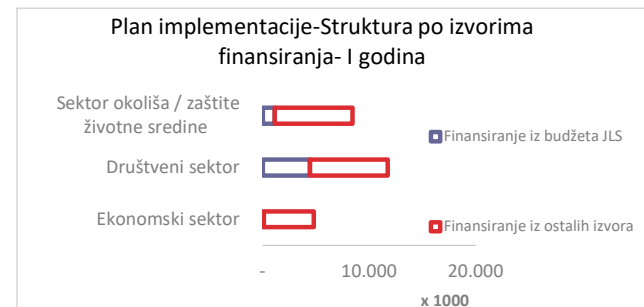 Plan implementacije-Struktura po izvorima
finansiranja- I godina
Sektor okoliša / zaštite
životne sredine
Društveni sektor
Ekonomski sektor
Finansiranje iz budžeta JLS
Finansiranje iz ostalih izvora
- 10.000 20.000
x 1000